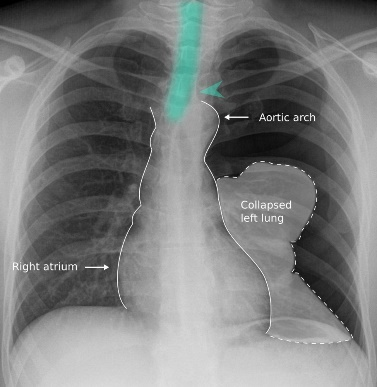 Aortic arch
Collapsed
left lung
Right atrium